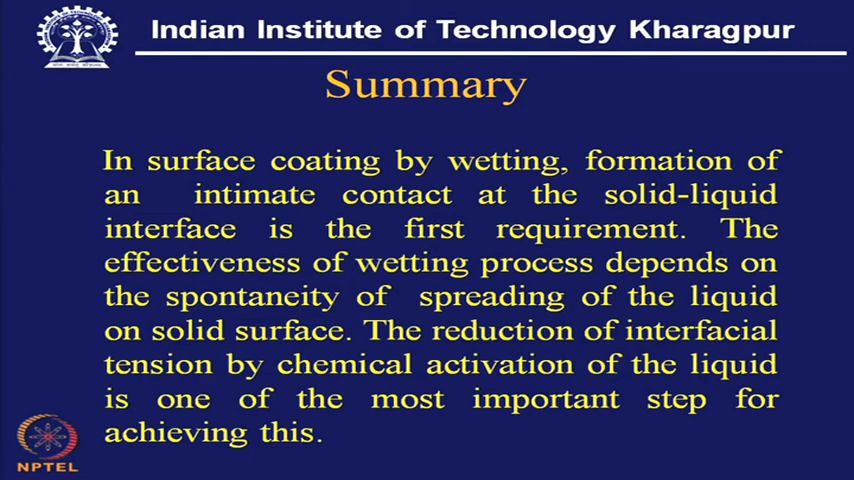 Indian Institute of Technology Kharagpur
Summary
In surface coating by wetting, formation of
an intimate contact at the solid-liquid
interface is the first requirement. The
effectiveness of wetting process depends on
the spontaneity of spreading of the liquid
on solid surface. The reduction of interfacial
tension by chemical activation of the liquid
is one of the most important step for
achieving this.
NPTEL